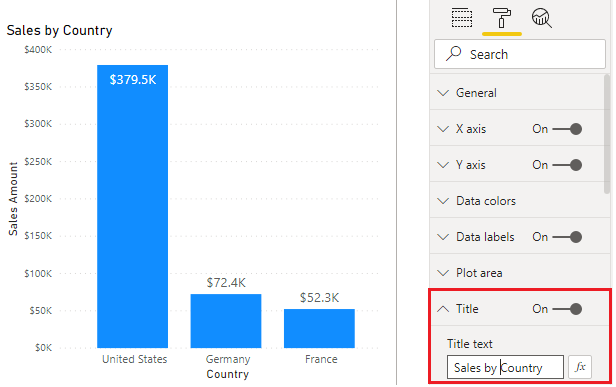 Sales by Country
$400K
$350K
$300K
$250K
$200K
$150K
$100K
$50K
$0K
Sales Amount
$379.5K
$72.4K
$52.3K
United States
Germany
France
Country
Search
General
X axis On
Y axis On
Data colors
Data labels On
Plot area
Title On
Title text
Sales by Country
fx